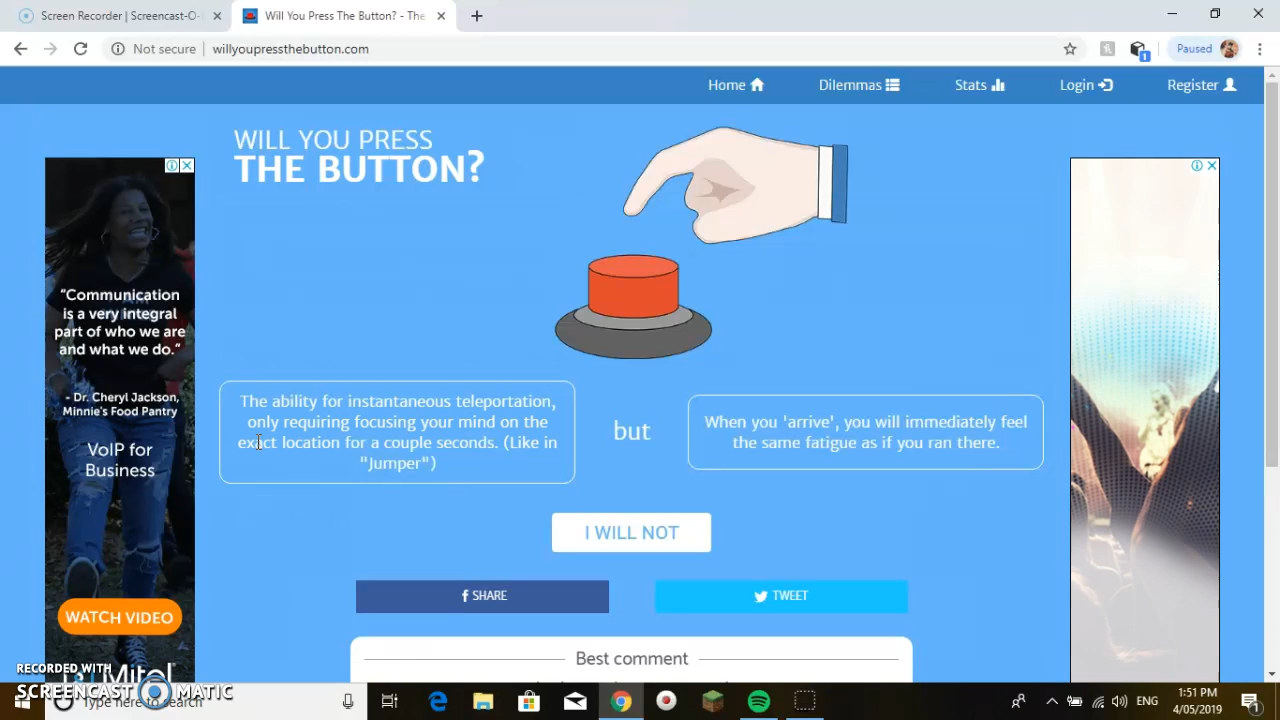 Screen Recorder | Screencast-O-
Will You Press The Button? - The
Not secure
willyoupressthebutton.com
Paused
1
Home
Dilemmas
Stats
Login
Register
WILL YOU PRESS
THE BUTTON?
“Communication
is a very integral
part of who we are
and what we do.”
- Dr. Cheryl Jackson,
Minnie's Food Pantry
VoIP for
Business
WATCH VIDEO
Mitel
The ability for instantaneous teleportation,
only requiring focusing your mind on the
exact location for a couple seconds. (Like in
"Jumper")
but
When you 'arrive', you will immediately feel
the same fatigue as if you ran there.
I WILL NOT
f SHARE
TWEET
Best comment
RECORDED WITH
SCREENCAST MATIC
Type here to search
ENG
1:51 PM
4/05/2019
1